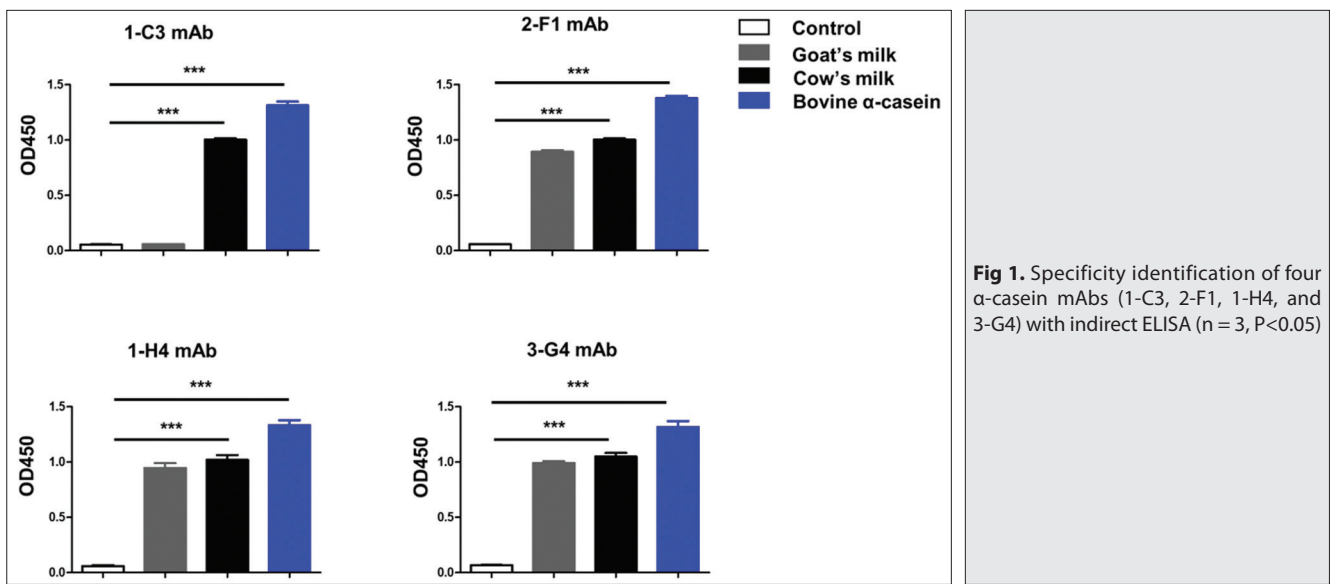 1-C3 mAb
***
***
OD450
1.5
1.0
0.5
0.0
2-F1 mAb
***
***
OD450
1.5
1.0
0.5
0.0
Control
Goat's milk
Cow's milk
Bovine α-casein
1-H4 mAb
***
***
OD450
1.5
1.0
0.5
0.0
3-G4 mAb
***
***
OD450
1.5
1.0
0.5
0.0
Fig 1. Specificity identification of four
α-casein mAbs (1-C3, 2-F1, 1-H4, and
3-G4) with indirect ELISA (n = 3, P<0.05)